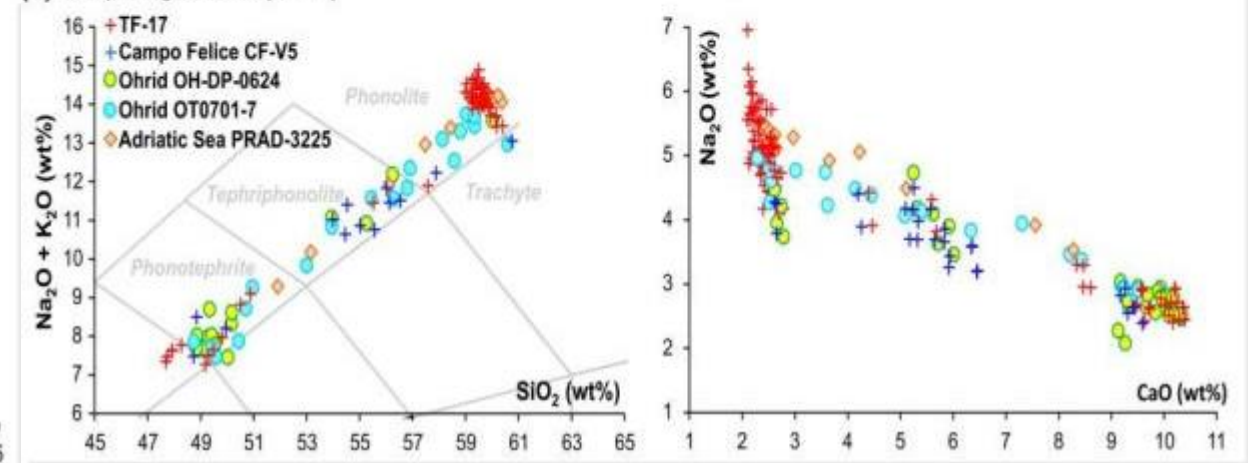 16
15
14
13
12
11
10
9
8
7
6
Na₂O + K₂O (wt%)
+TF-17
+Campo Felice CF-V5
Ohrid OH-DP-0624
Ohrid OT0701-7
Adriatic Sea PRAD-3225
Phonolite
Tephriphonolite
Trachyte
Phonotephrite
SiO₂ (wt%)
45 47 49 51 53 55 57 59 61 63 65
7
6
5
4
3
2
1
Na₂O (wt%)
CaO (wt%)
1 2 3 4 5 6 7 8 9 10 11